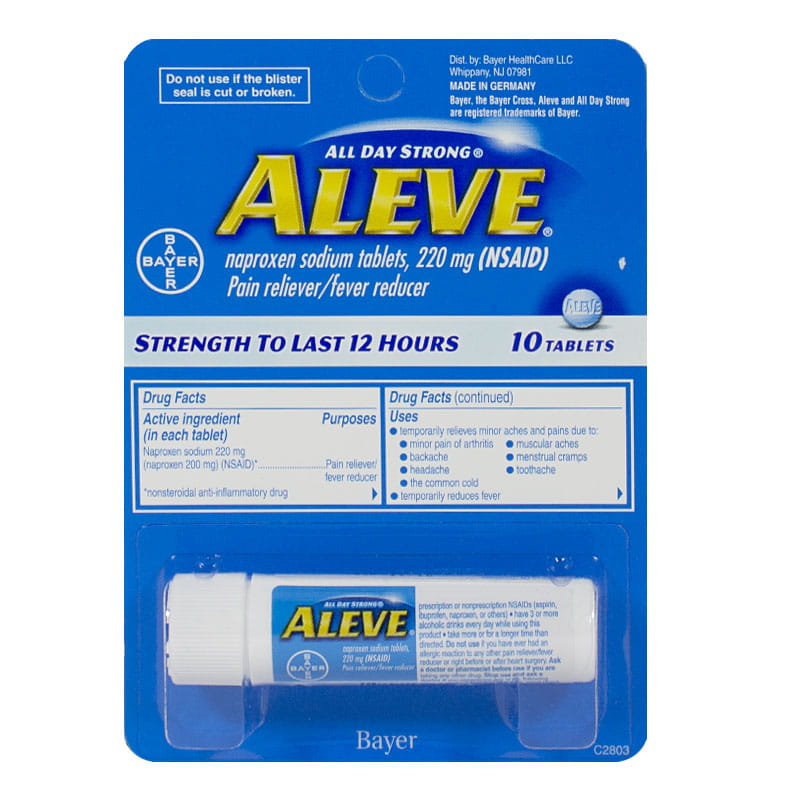 Do not use if the blister
seal is cut or broken.
Dist. by: Bayer HealthCare LLC
Whippany, NJ 07981
MADE IN GERMANY
Bayer, the Bayer Cross, Aleve and All Day Strong
are registered trademarks of Bayer.
ALL DAY STRONG®
ALEVE®
BAYER
BAYER
naproxen sodium tablets, 220 mg (NSAID)
Pain reliever/fever reducer
ALEVE
STRENGTH TO LAST 12 HOURS
10 TABLETS
Drug Facts
Active ingredient Purposes
(in each tablet)
Naproxen sodium 220 mg
(naproxen 200 mg) (NSAID)*..................Pain reliever/
fever reducer
*nonsteroidal anti-inflammatory drug
Drug Facts (continued)
Uses
● temporarily relieves minor aches and pains due to:
● minor pain of arthritis ● muscular aches
● backache ● menstrual cramps
● headache ● toothache
● the common cold
● temporarily reduces fever
ALL DAY STRONG®
ALEVE®
naproxen sodium tablets,
220 mg (NSAID)
Pain reliever/fever reducer
BAYER
BAYER
prescription or nonprescription NSAIDs (aspirin,
ibuprofen, naproxen, or others) • have 3 or more
alcoholic drinks every day while using this
product • take more or for a longer time than
directed. Do not use if you have ever had an
allergic reaction to any other pain reliever/fever
reducer or right before or after heart surgery. Ask
a doctor or pharmacist before use if you are
taking any other drug. Stop use and ask a
Bayer
C2803